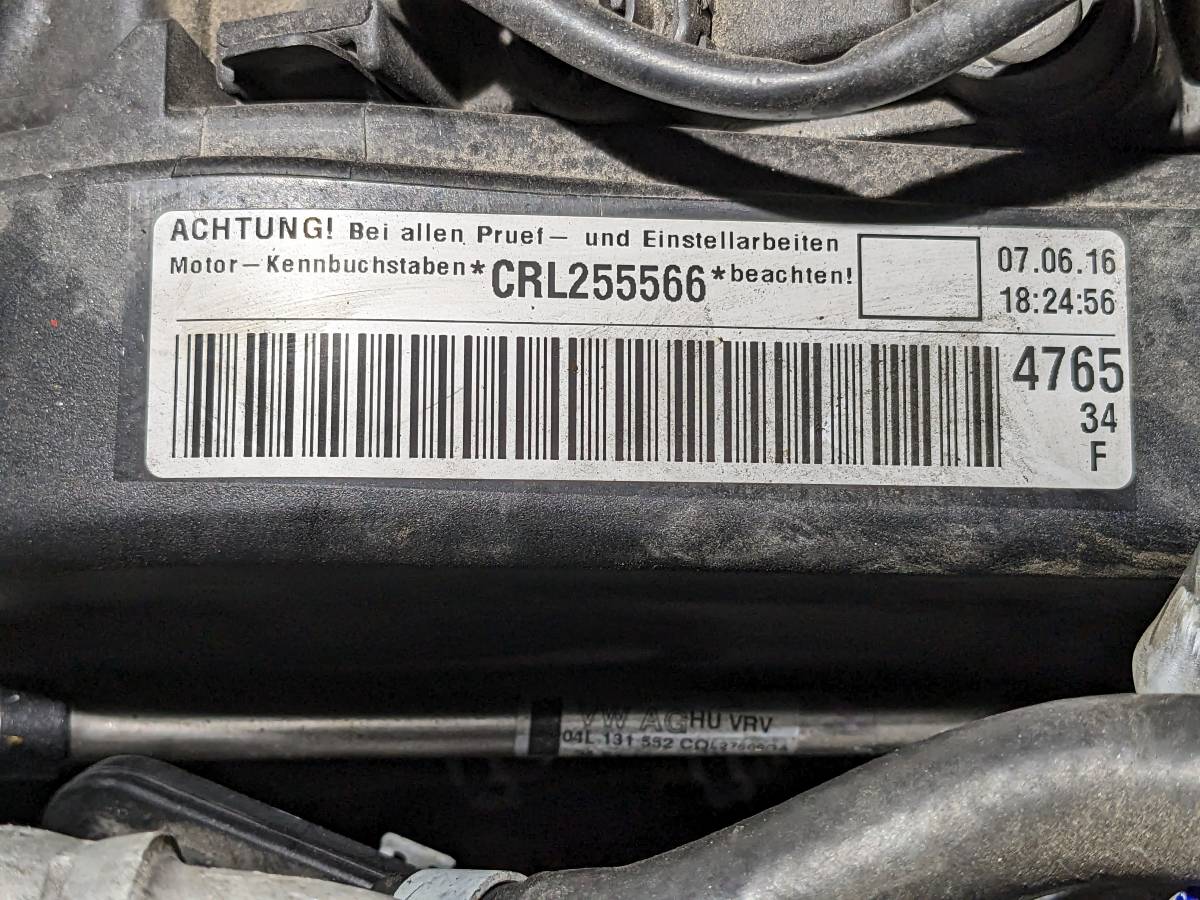 ACHTUNG! Bei allen Pruef- und Einstellarbeiten
Motor-Kennbuchstaben*CRL255566*beachten!
07.06.16
18:24:56
4765
34
F
VW AG HU VRV
04L 131 552 CQ